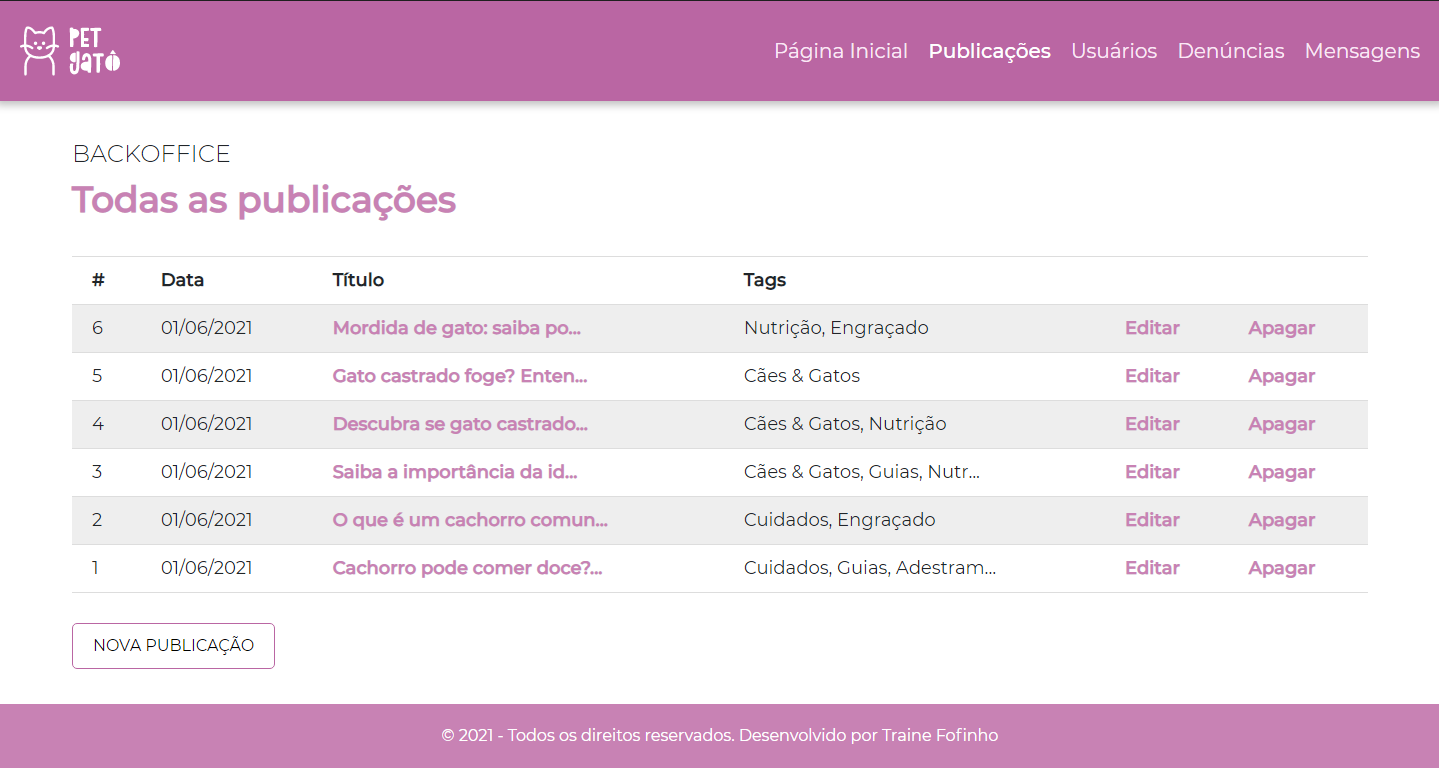 PET
gatô
Página Inicial Publicações Usuários Denúncias Mensagens
BACKOFFICE
Todas as publicações
# Data Título Tags
6 01/06/2021 Mordida de gato: saiba po... Nutrição, Engraçado Editar Apagar
5 01/06/2021 Gato castrado foge? Enten... Cães & Gatos Editar Apagar
4 01/06/2021 Descubra se gato castrado... Cães & Gatos, Nutrição Editar Apagar
3 01/06/2021 Saiba a importância da id... Cães & Gatos, Guias, Nutr... Editar Apagar
2 01/06/2021 O que é um cachorro comun... Cuidados, Engraçado Editar Apagar
1 01/06/2021 Cachorro pode comer doce?... Cuidados, Guias, Adestram... Editar Apagar
NOVA PUBLICAÇÃO
© 2021 - Todos os direitos reservados. Desenvolvido por Traine Fofinho